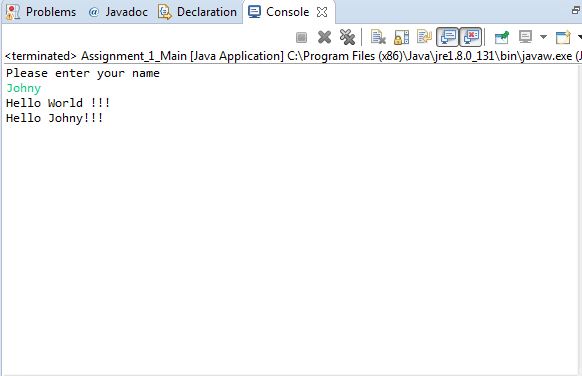 Problems @ Javadoc Declaration Console
<terminated> Assignment_1_Main [Java Application] C:\Program Files (x86)\Java\jre1.8.0_131\bin\javaw.exe (J
Please enter your name
Johny
Hello World !!!
Hello Johny!!!